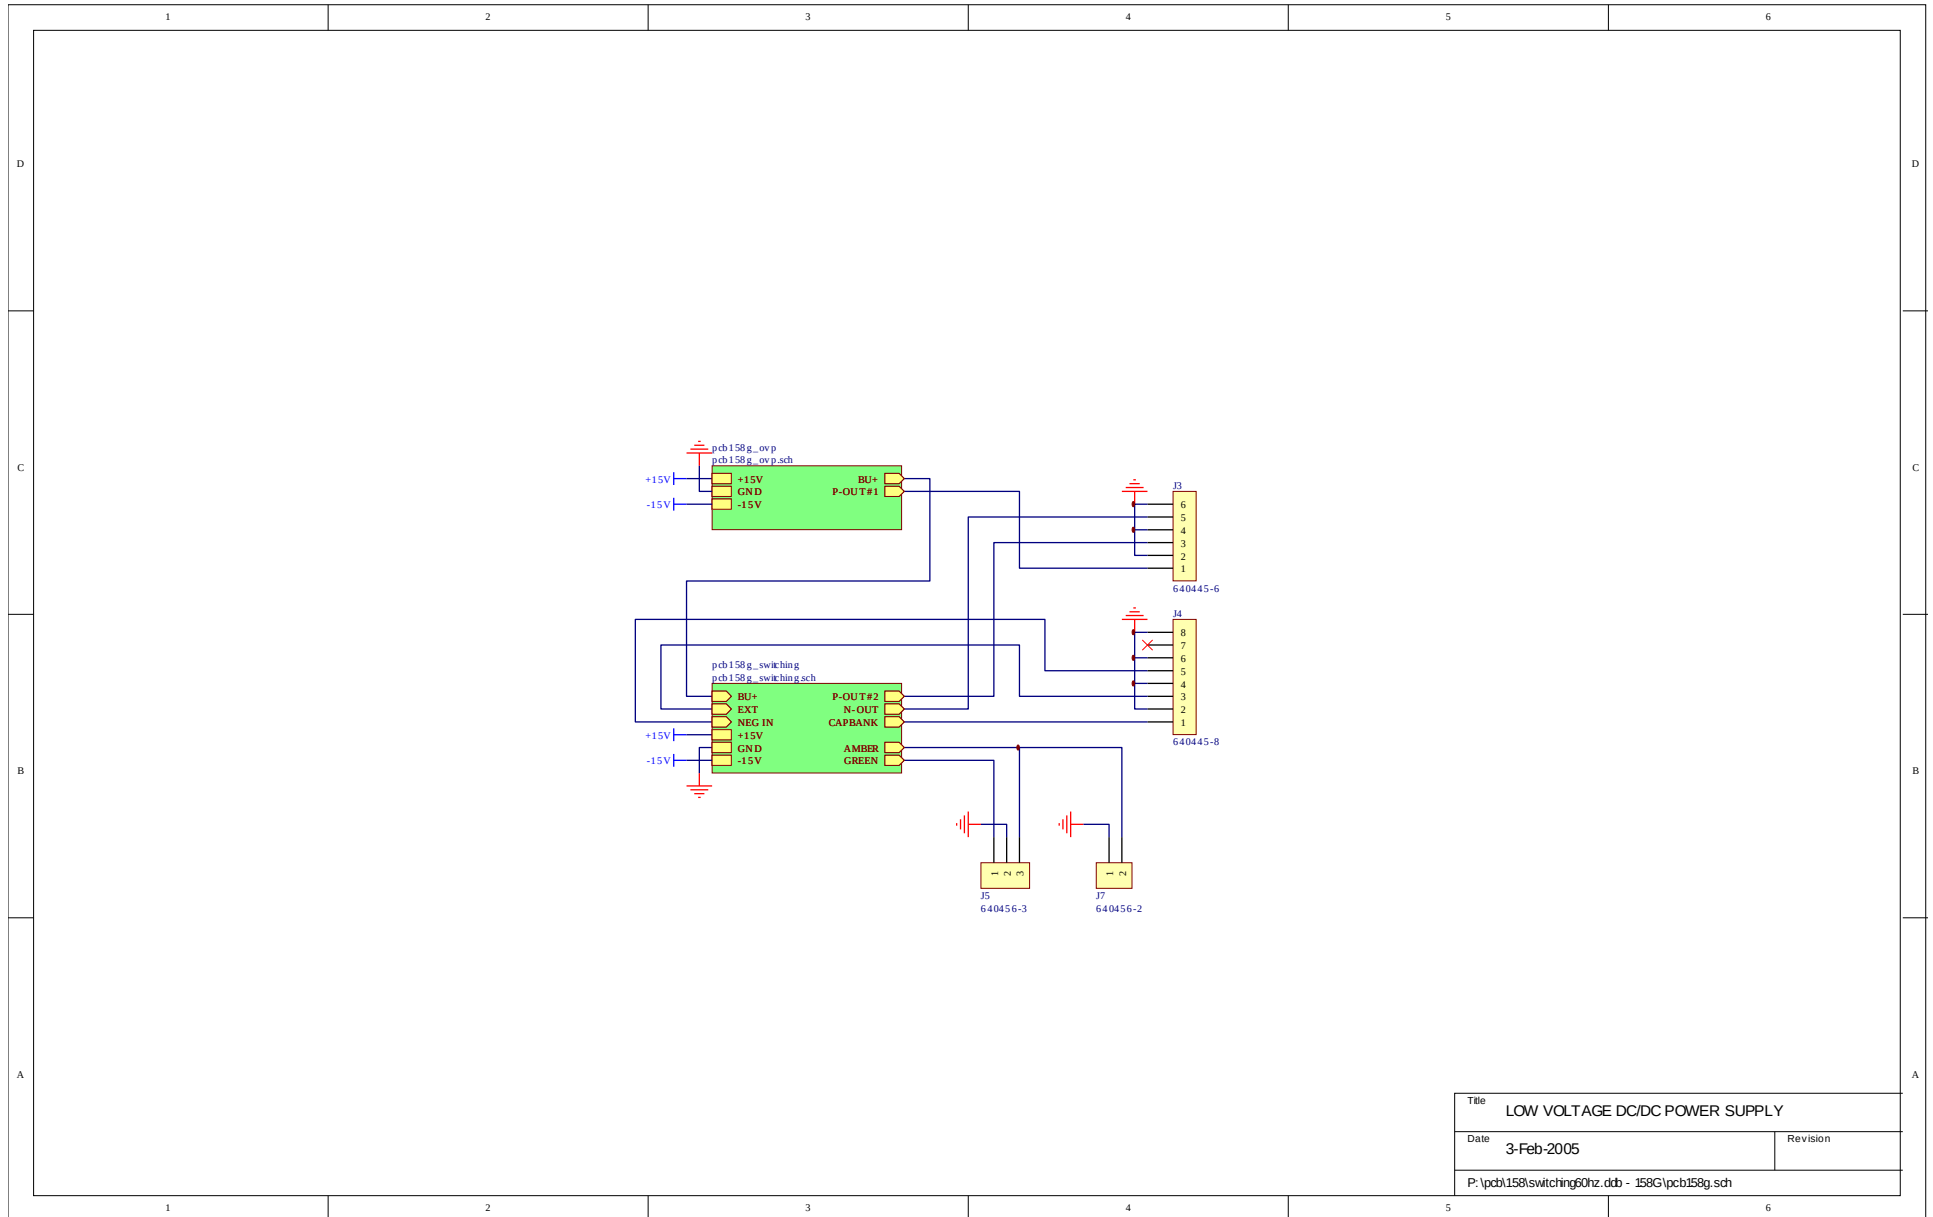 1 2 3 4 5 6
D D
C C
B B
A A
pcb158g_ovp
pcb158g_ovp.sch
+15V
-15V
+15V
GND
-15V
BU+
P-OUT#1
J3
6
5
4
3
2
1
640445-6
J4
8
7
6
5
4
3
2
1
640445-8
pcb158g_switching
pcb158g_switching.sch
+15V
-15V
BU+
EXT
NEG IN
+15V
GND
-15V
P-OUT#2
N-OUT
CAPBANK
AMBER
GREEN
1 2 3
J5
640456-3
1 2
J7
640456-2
Title
LOW VOLTAGE DC/DC POWER SUPPLY
Date
3-Feb-2005
Revision
P:\pcb\158\switching60hz.ddb - 158G\pcb158g.sch
1 2 3 4 5 6